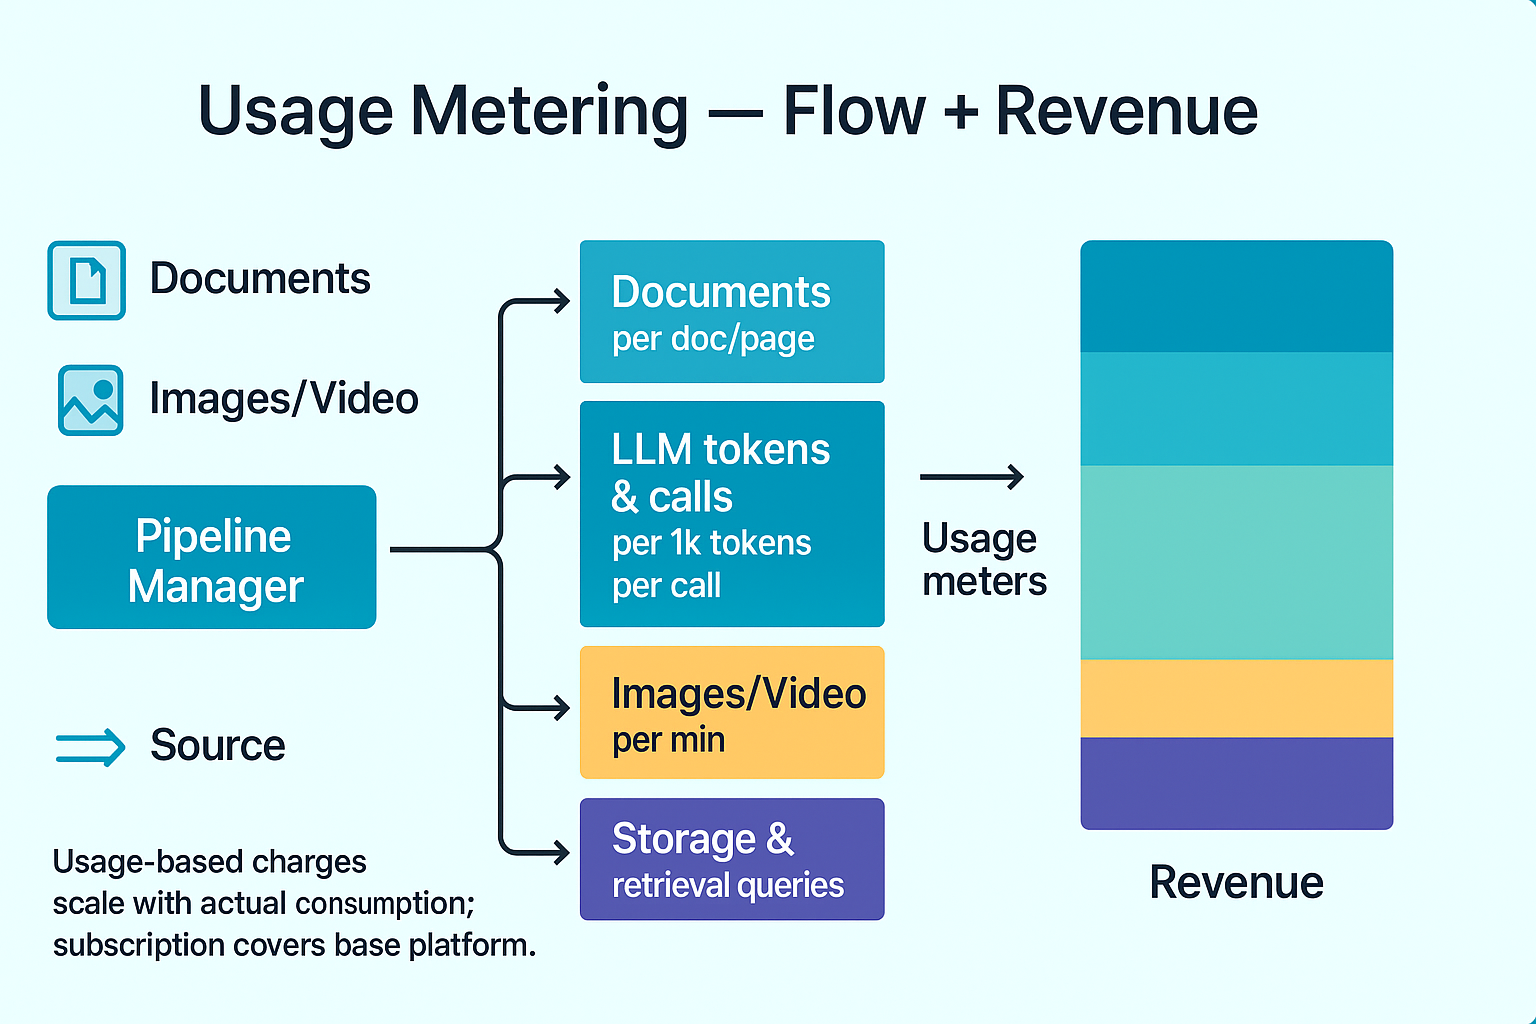 Usage Metering — Flow + Revenue
Documents
Images/Video
Pipeline
Manager
Source
Usage-based charges
scale with actual consumption;
subscription covers base platform.
Documents
per doc/page
LLM tokens
& calls
per 1k tokens
per call
Images/Video
per min
Storage &
retrieval queries
Usage
meters
Revenue